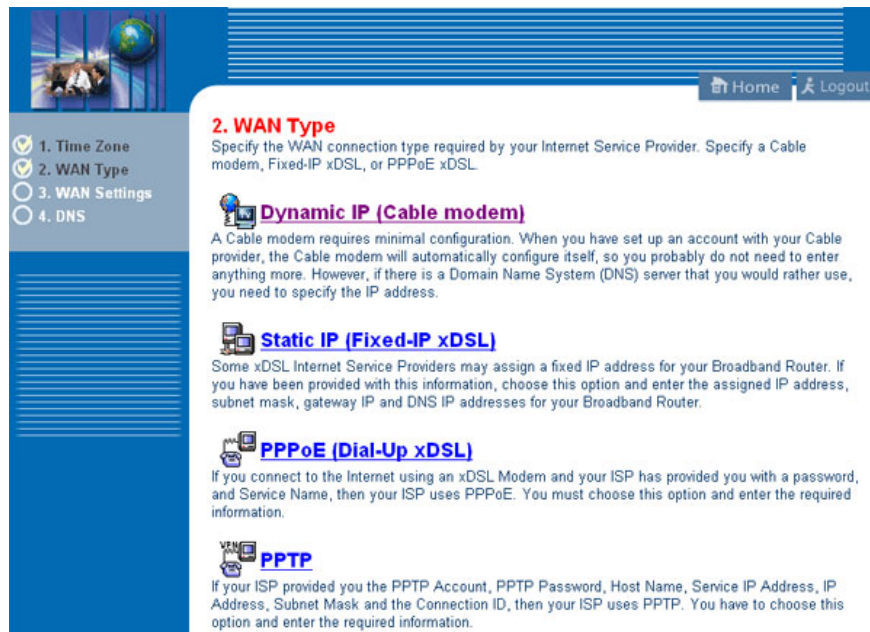 Home Logout
1. Time Zone
2. WAN Type
3. WAN Settings
4. DNS
2. WAN Type
Specify the WAN connection type required by your Internet Service Provider. Specify a Cable
modem, Fixed-IP xDSL, or PPPoE xDSL.
Dynamic IP (Cable modem)
A Cable modem requires minimal configuration. When you have set up an account with your Cable
provider, the Cable modem will automatically configure itself, so you probably do not need to enter
anything more. However, if there is a Domain Name System (DNS) server that you would rather use,
you need to specify the IP address.
Static IP (Fixed-IP xDSL)
Some xDSL Internet Service Providers may assign a fixed IP address for your Broadband Router. If
you have been provided with this information, choose this option and enter the assigned IP address,
subnet mask, gateway IP and DNS IP addresses for your Broadband Router.
PPPoE (Dial-Up xDSL)
If you connect to the Internet using an xDSL Modem and your ISP has provided you with a password,
and Service Name, then your ISP uses PPPoE. You must choose this option and enter the required
information.
VPN
PPTP
If your ISP provided you the PPTP Account, PPTP Password, Host Name, Service IP Address, IP
Address, Subnet Mask and the Connection ID, then your ISP uses PPTP. You have to choose this
option and enter the required information.